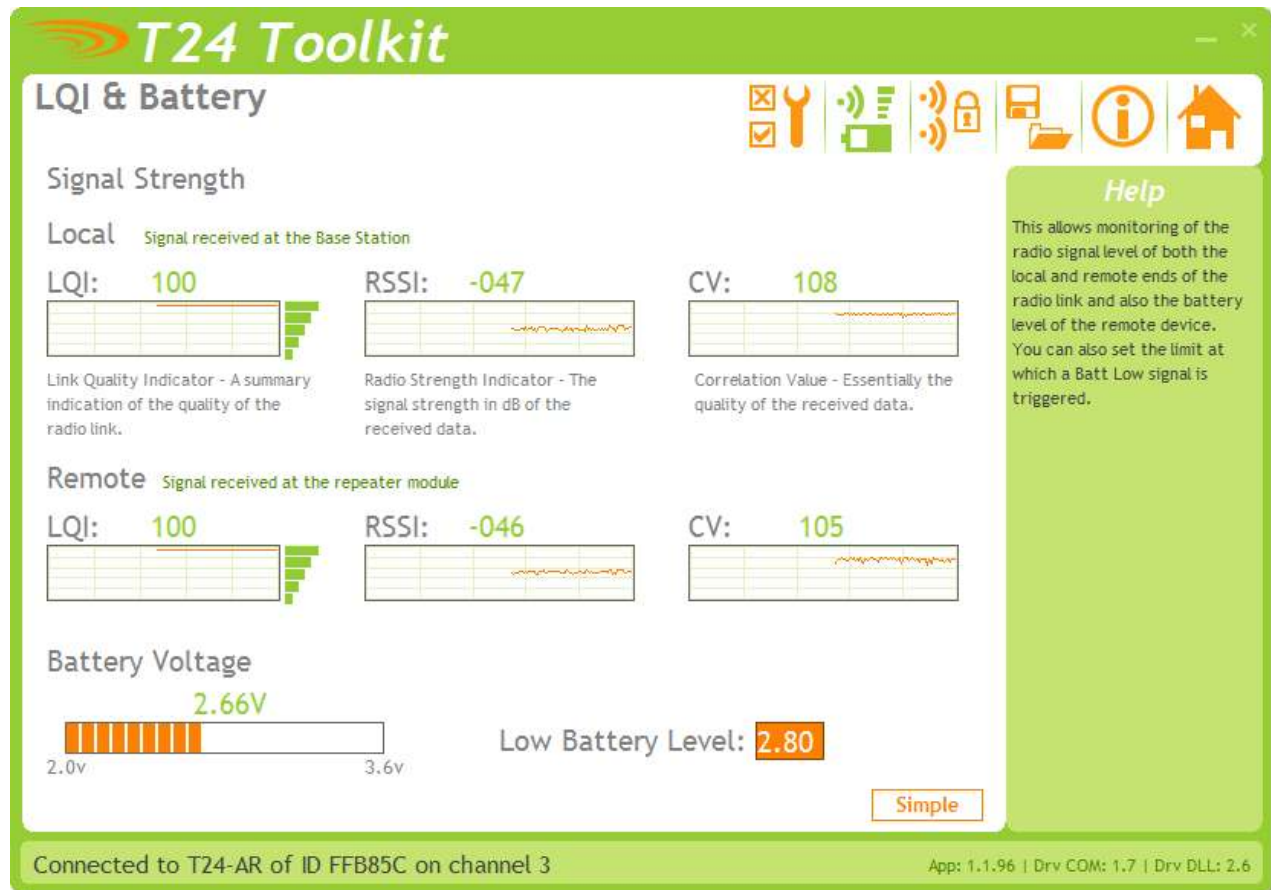 T24 Toolkit
LQI & Battery
Signal Strength
Local Signal received at the Base Station
LQI: 100 RSSI: -047 CV: 108
Link Quality Indicator - A summary
indication of the quality of the
radio link.
Radio Strength Indicator - The
signal strength in dB of the
received data.
Correlation Value - Essentially the
quality of the received data.
Remote Signal received at the repeater module
LQI: 100 RSSI: -046 CV: 105
Battery Voltage
2.66V
2.0v 3.6v
Low Battery Level: 2.80
Simple
Help
This allows monitoring of the
radio signal level of both the
local and remote ends of the
radio link and also the battery
level of the remote device.
You can also set the limit at
which a Batt Low signal is
triggered.
Connected to T24-AR of ID FFB85C on channel 3
App: 1.1.96 | Drv COM: 1.7 | Drv DLL: 2.6